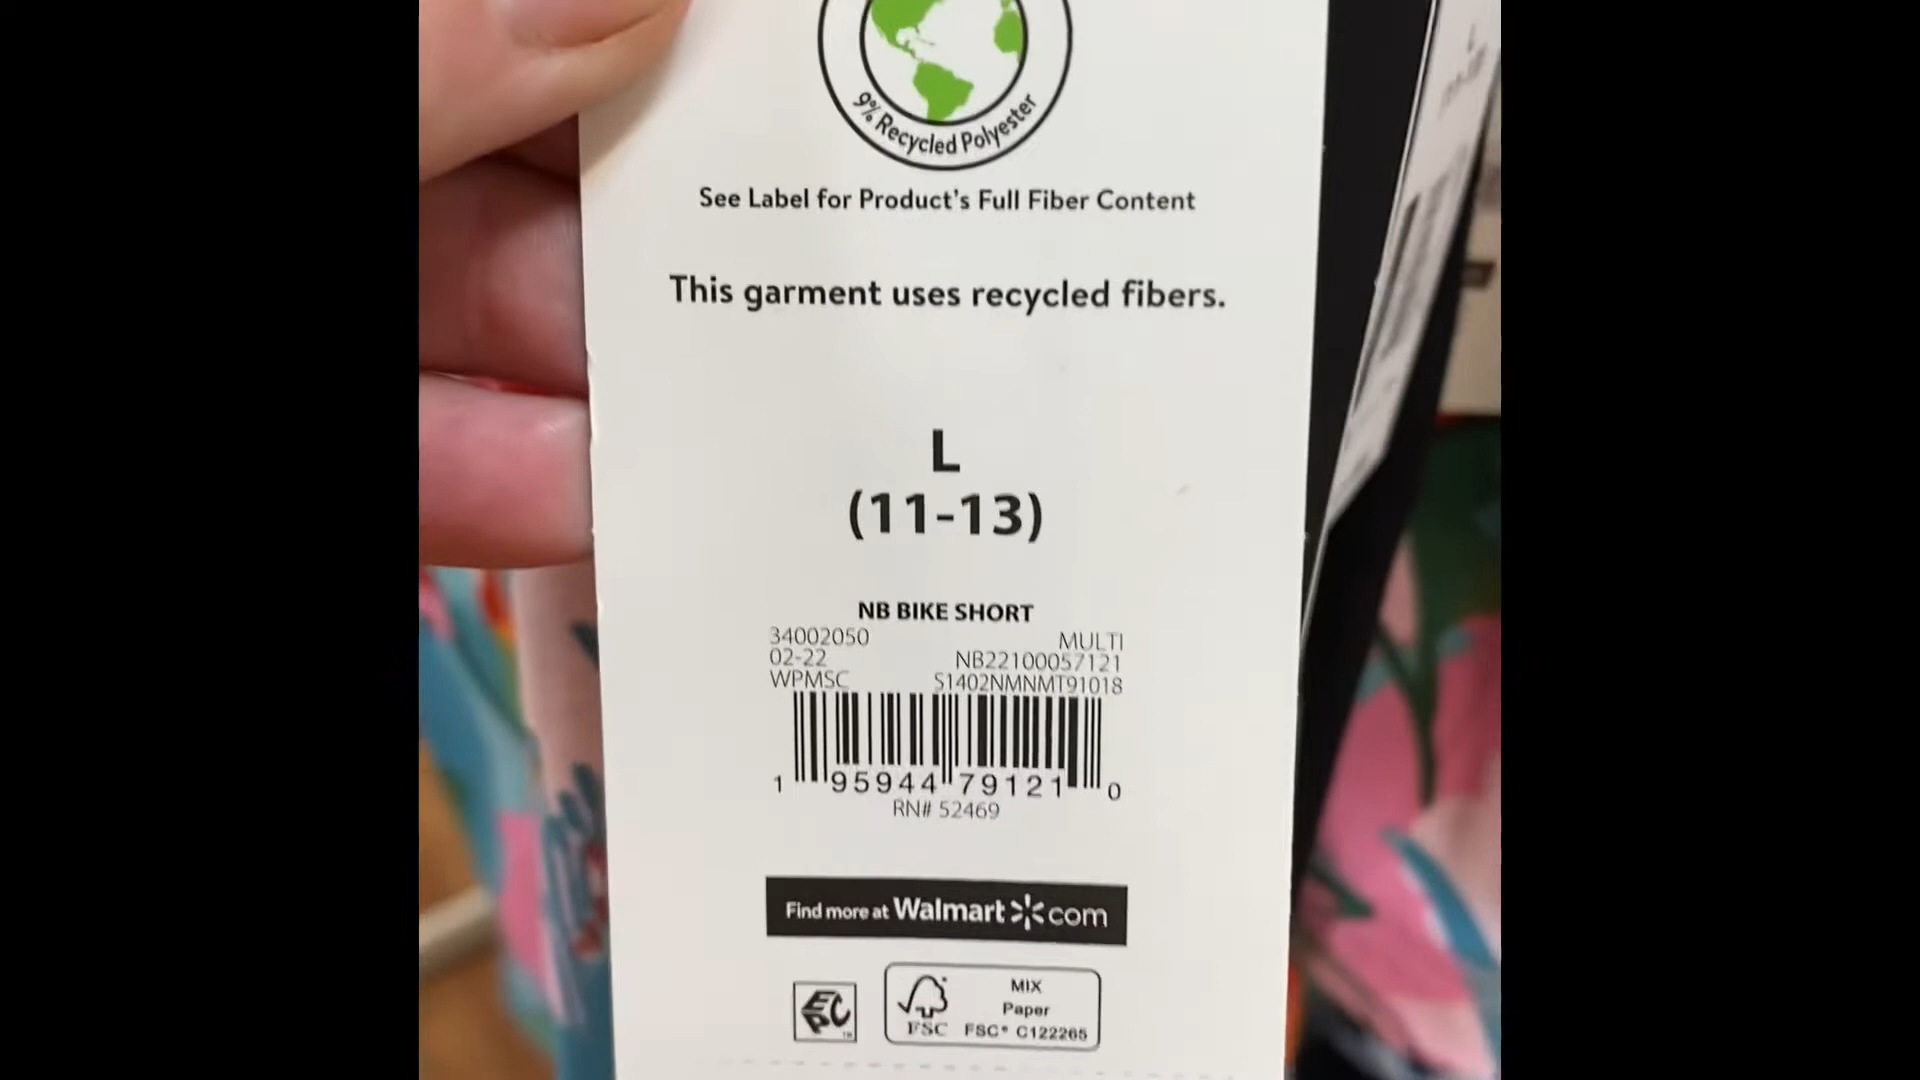 9% Recycled Polyester
See Label for Product's Full Fiber Content
This garment uses recycled fibers.
L
(11-13)
NB BIKE SHORT
34002050 MULTI
02-22 NB22100057121
WPMSC S1402NMNMT91018
1 95944 79121 0
RN# 52469
Find more at Walmart com
EPC
FSC
MIX
Paper
FSC® C122265